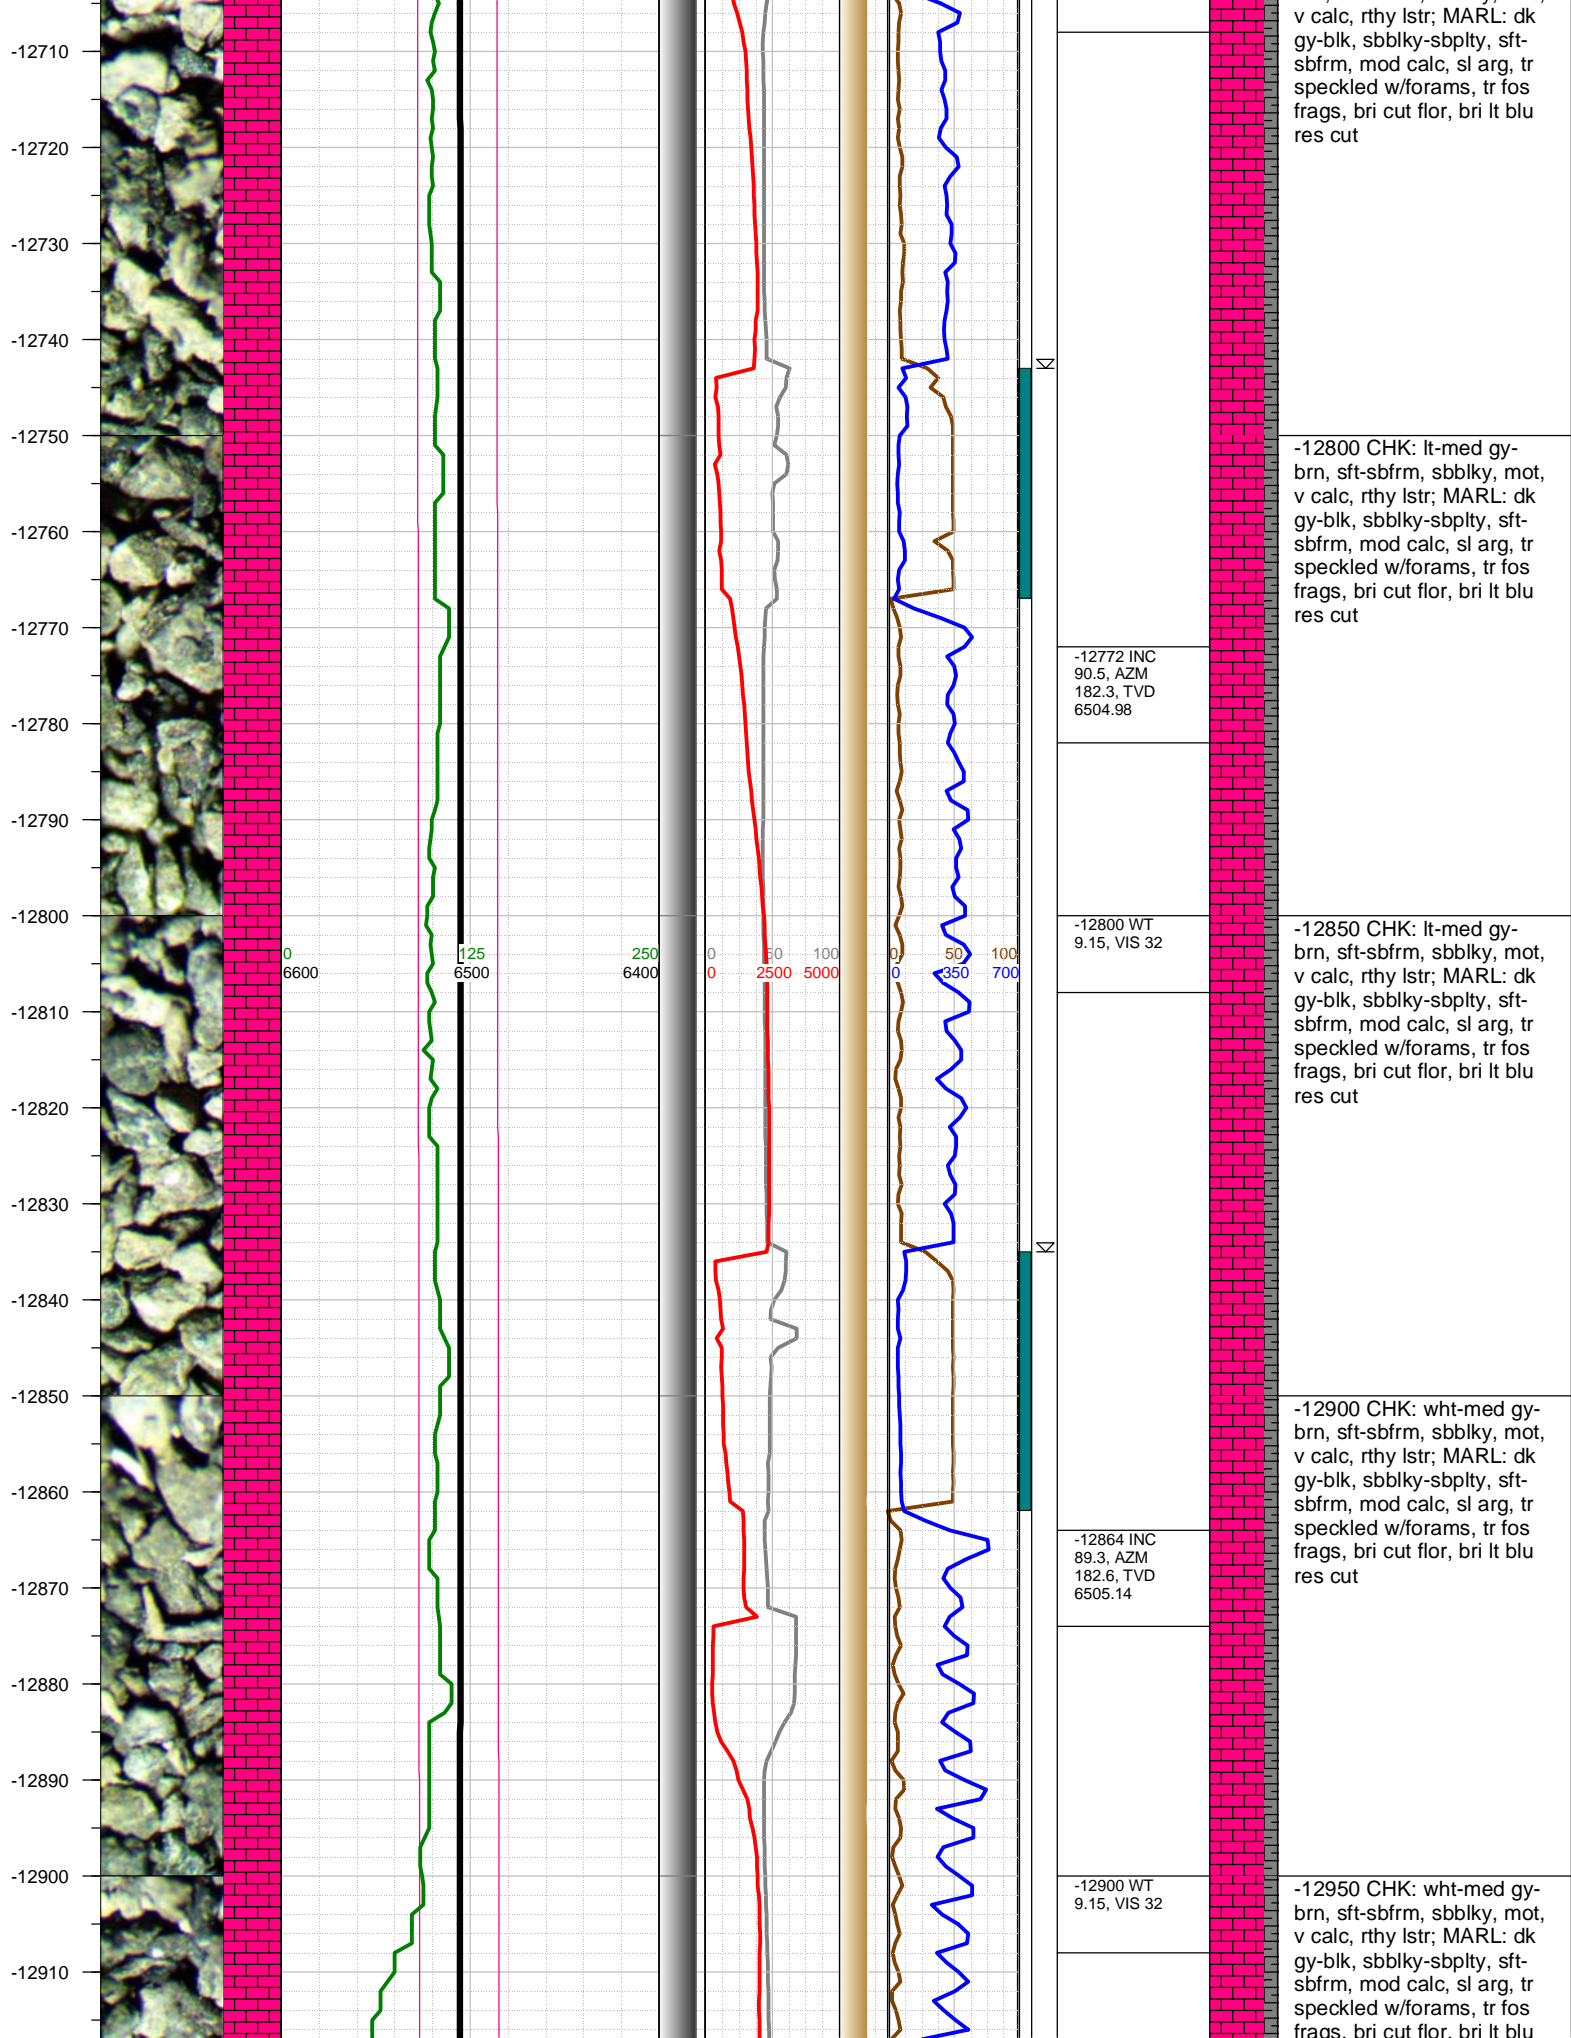 v calc, rthy lstr; MARL: dk
gy-blk, sbblky-sbplty, sft-
sbfrm, mod calc, sl arg, tr
speckled w/forams, tr fos
frags, bri cut flor, bri lt blu
res cut
-12710
-12720
-12730
-12740
-12750
-12800 CHK: lt-med gy-
brn, sft-sbfrm, sbblky, mot,
v calc, rthy lstr; MARL: dk
gy-blk, sbblky-sbplty, sft-
sbfrm, mod calc, sl arg, tr
speckled w/forams, tr fos
frags, bri cut flor, bri lt blu
res cut
-12760
-12770
-12772 INC
90.5, AZM
182.3, TVD
6504.98
-12780
-12790
-12800
-12800 WT
9.15, VIS 32
-12850 CHK: lt-med gy-
brn, sft-sbfrm, sbblky, mot,
v calc, rthy lstr; MARL: dk
gy-blk, sbblky-sbplty, sft-
sbfrm, mod calc, sl arg, tr
speckled w/forams, tr fos
frags, bri cut flor, bri lt blu
res cut
0 125 250 0 50 100 0 50 100
6600 6500 6400 0 2500 5000 0 350 700
-12810
-12820
-12830
-12840
-12850
-12900 CHK: wht-med gy-
brn, sft-sbfrm, sbblky, mot,
v calc, rthy lstr; MARL: dk
gy-blk, sbblky-sbplty, sft-
sbfrm, mod calc, sl arg, tr
speckled w/forams, tr fos
frags, bri cut flor, bri lt blu
res cut
-12860
-12864 INC
89.3, AZM
182.6, TVD
6505.14
-12870
-12880
-12890
-12900
-12900 WT
9.15, VIS 32
-12950 CHK: wht-med gy-
brn, sft-sbfrm, sbblky, mot,
v calc, rthy lstr; MARL: dk
gy-blk, sbblky-sbplty, sft-
sbfrm, mod calc, sl arg, tr
speckled w/forams, tr fos
frags, bri cut flor, bri lt blu
-12910